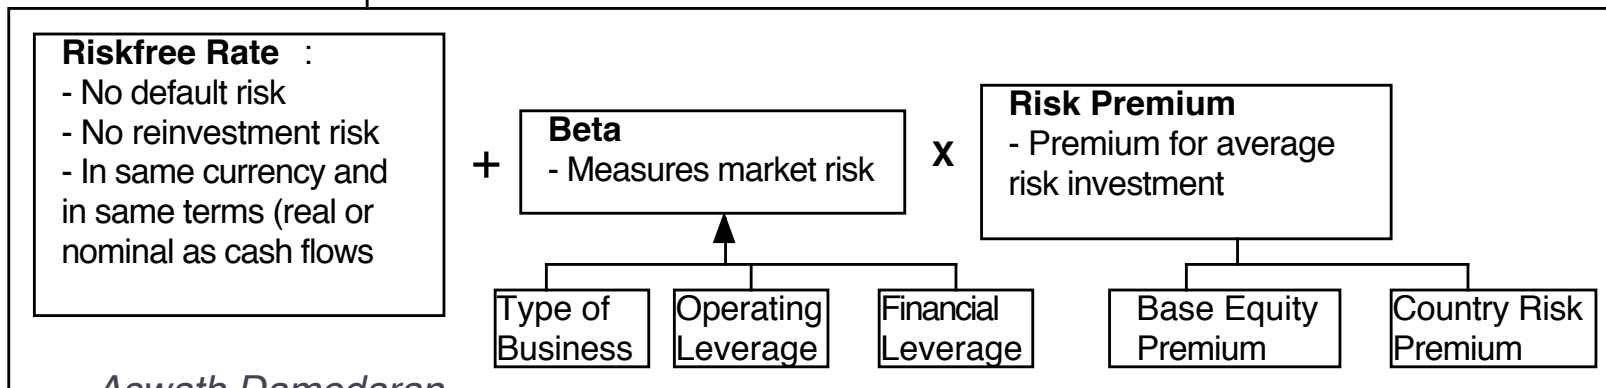 Riskfree Rate :
- No default risk
- No reinvestment risk
- In same currency and
in same terms (real or
nominal as cash flows
+
Beta
- Measures market risk
X
Risk Premium
- Premium for average
risk investment
Type of
Business
Operating
Leverage
Financial
Leverage
Base Equity
Premium
Country Risk
Premium
Aswath Damodaran